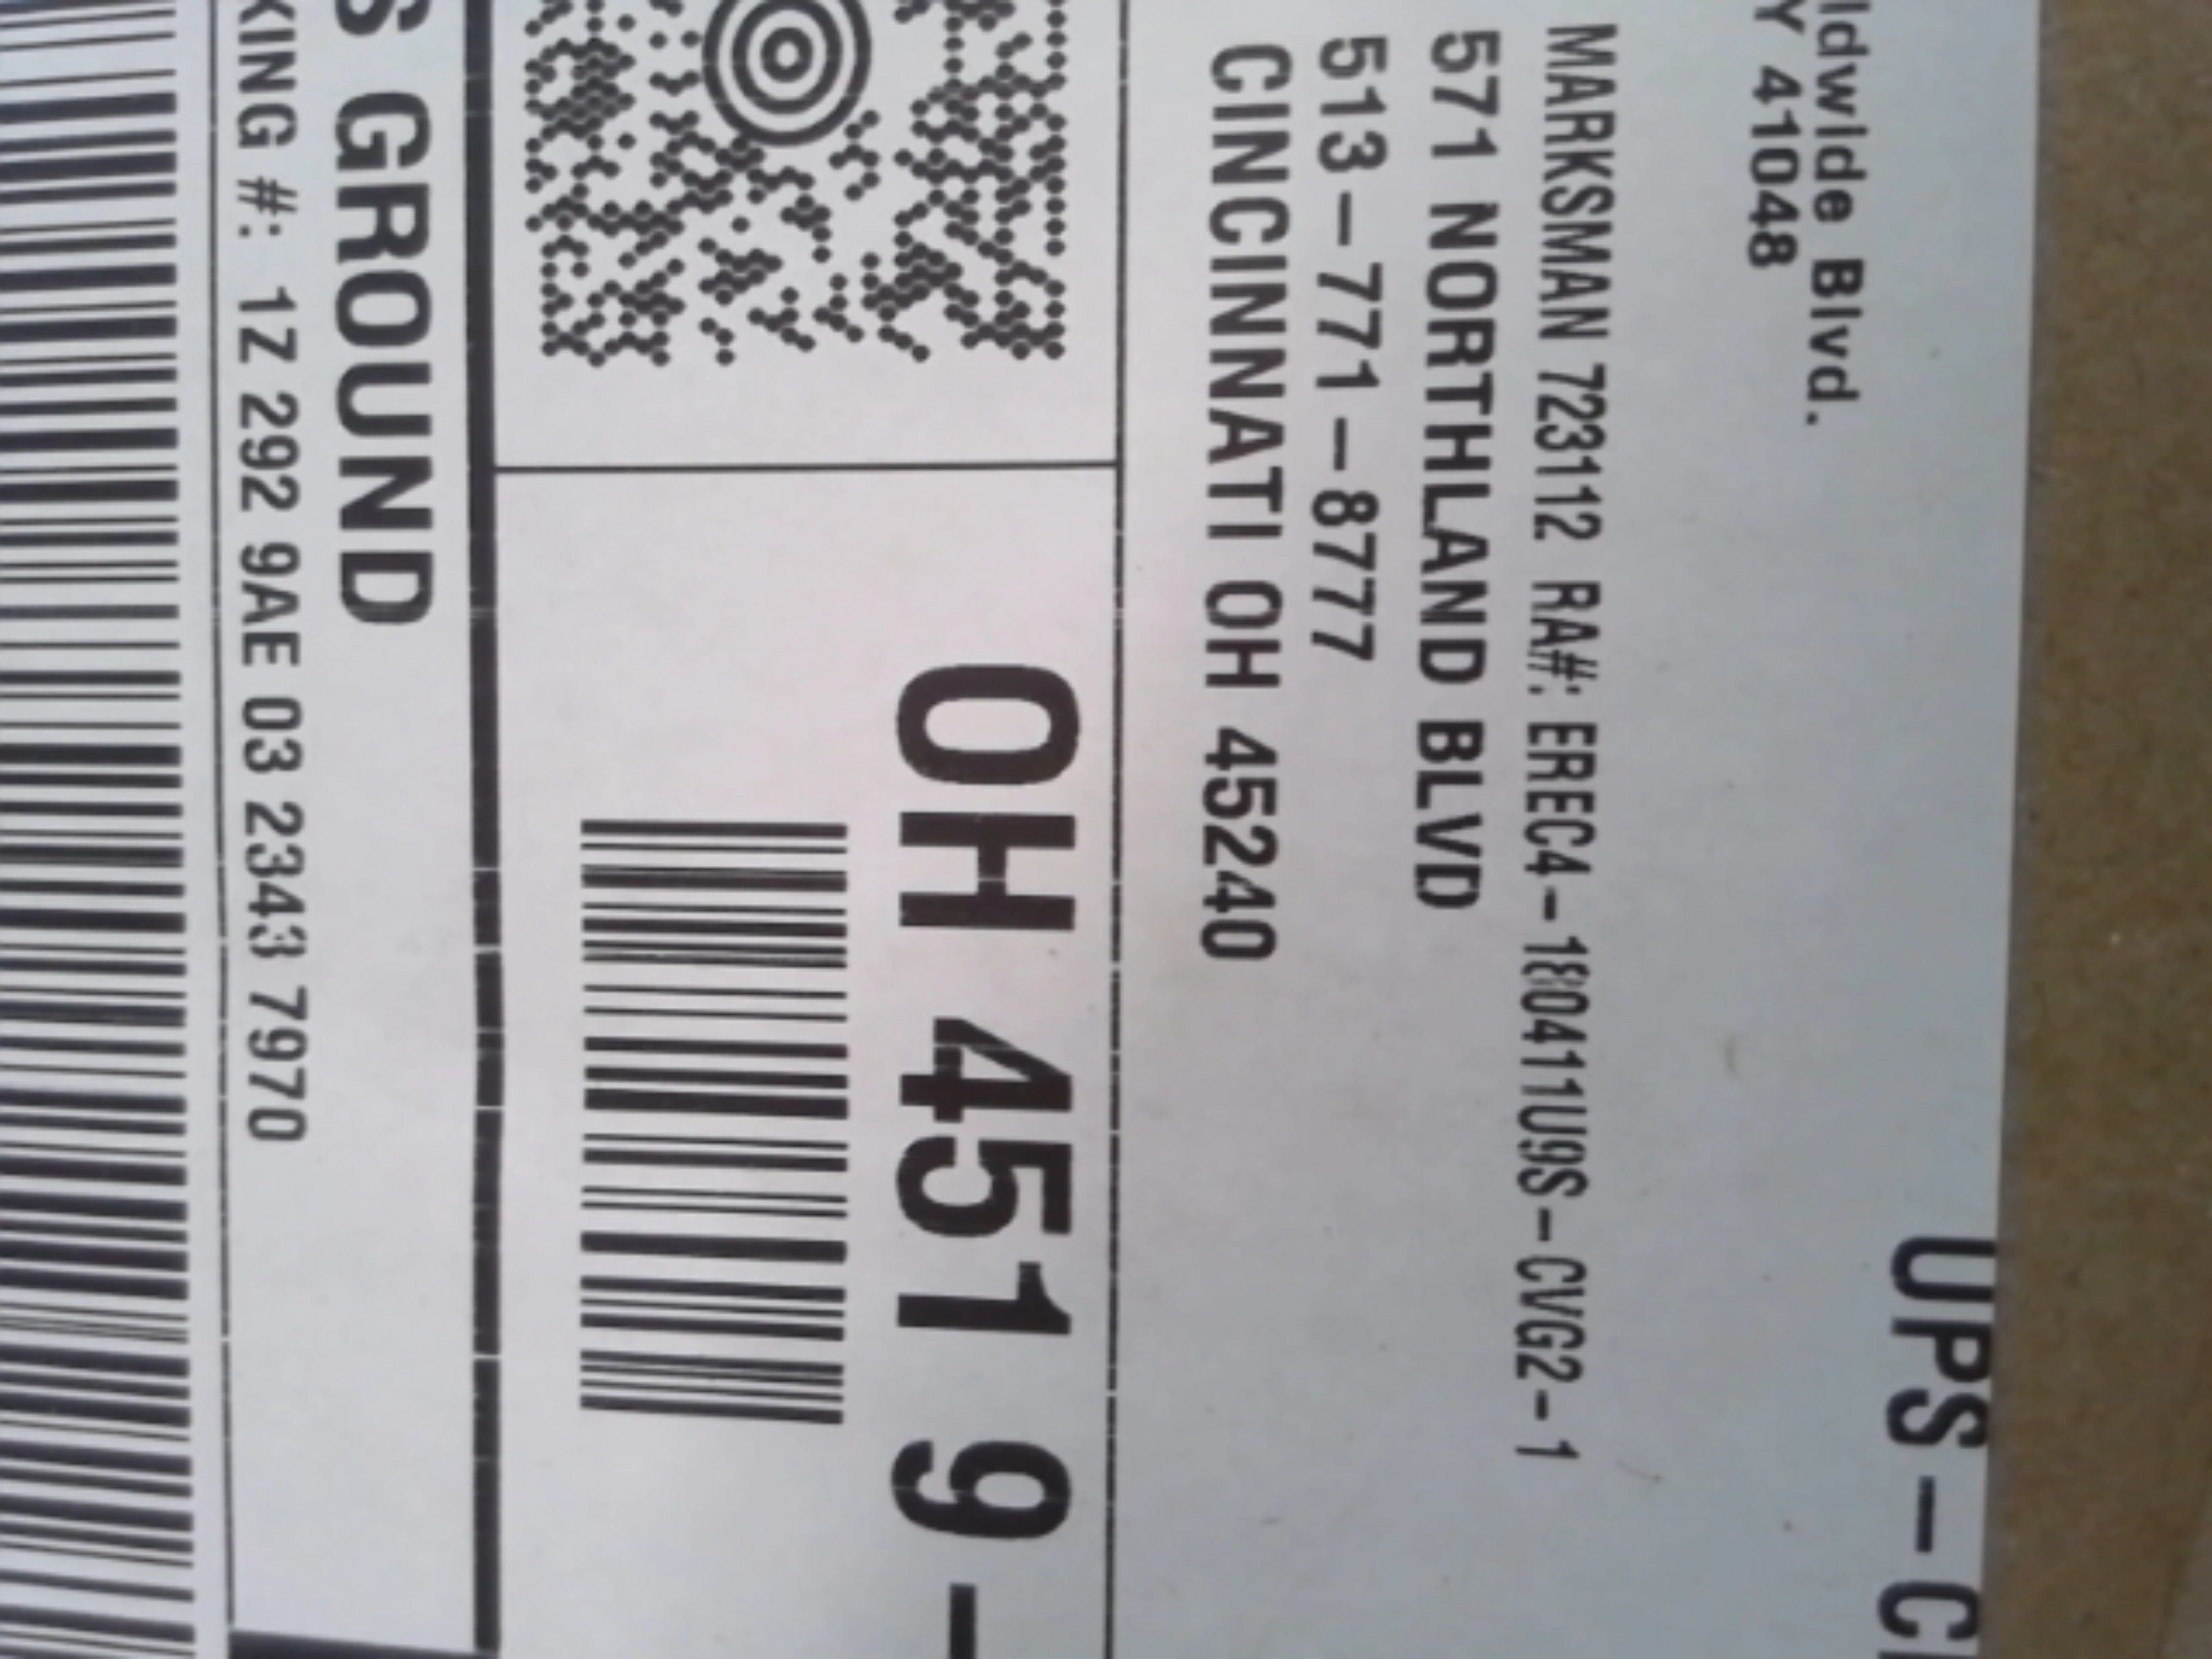 ldwide Blvd.
Y 41048
UPS-C
MARKSMAN 723112 RA#: EREC4-180411U9S-CVG2-1
571 NORTHLAND BLVD
513-771-8777
CINCINNATI OH 45240
OH 451 9-
S GROUND
KING #: 1Z 292 9AE 03 2343 7970